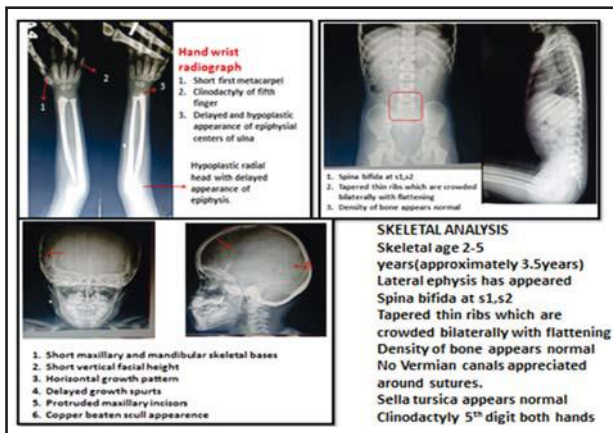 Hand wrist
radiograph
1. Short first metacarpel
2. Clinodactyly of fifth
finger
3. Delayed and hypoplastic
appearance of epiphysial
centers of ulna
Hypoplastic radial
head with delayed
appearance of
epiphysis.
1
2
3
1. Spina bifida at s1,s2
2. Tapered thin ribs which are crowded
bilaterally with flattening
3. Density of bone appears normal
1. Short maxillary and mandibular skeletal bases
2. Short vertical facial height
3. Horizontal growth pattern
4. Delayed growth spurts
5. Protruded maxillary incisors
6. Copper beaten scull appearence
SKELETAL ANALYSIS
Skeletal age 2-5
years(approximately 3.5years)
Lateral ephysis has appeared
Spina bifida at s1,s2
Tapered thin ribs which are
crowded bilaterally with flattening
Density of bone appears normal
No Vermian canals appreciated
around sutures.
Sella tursica appears normal
Clinodactyly 5th digit both hands